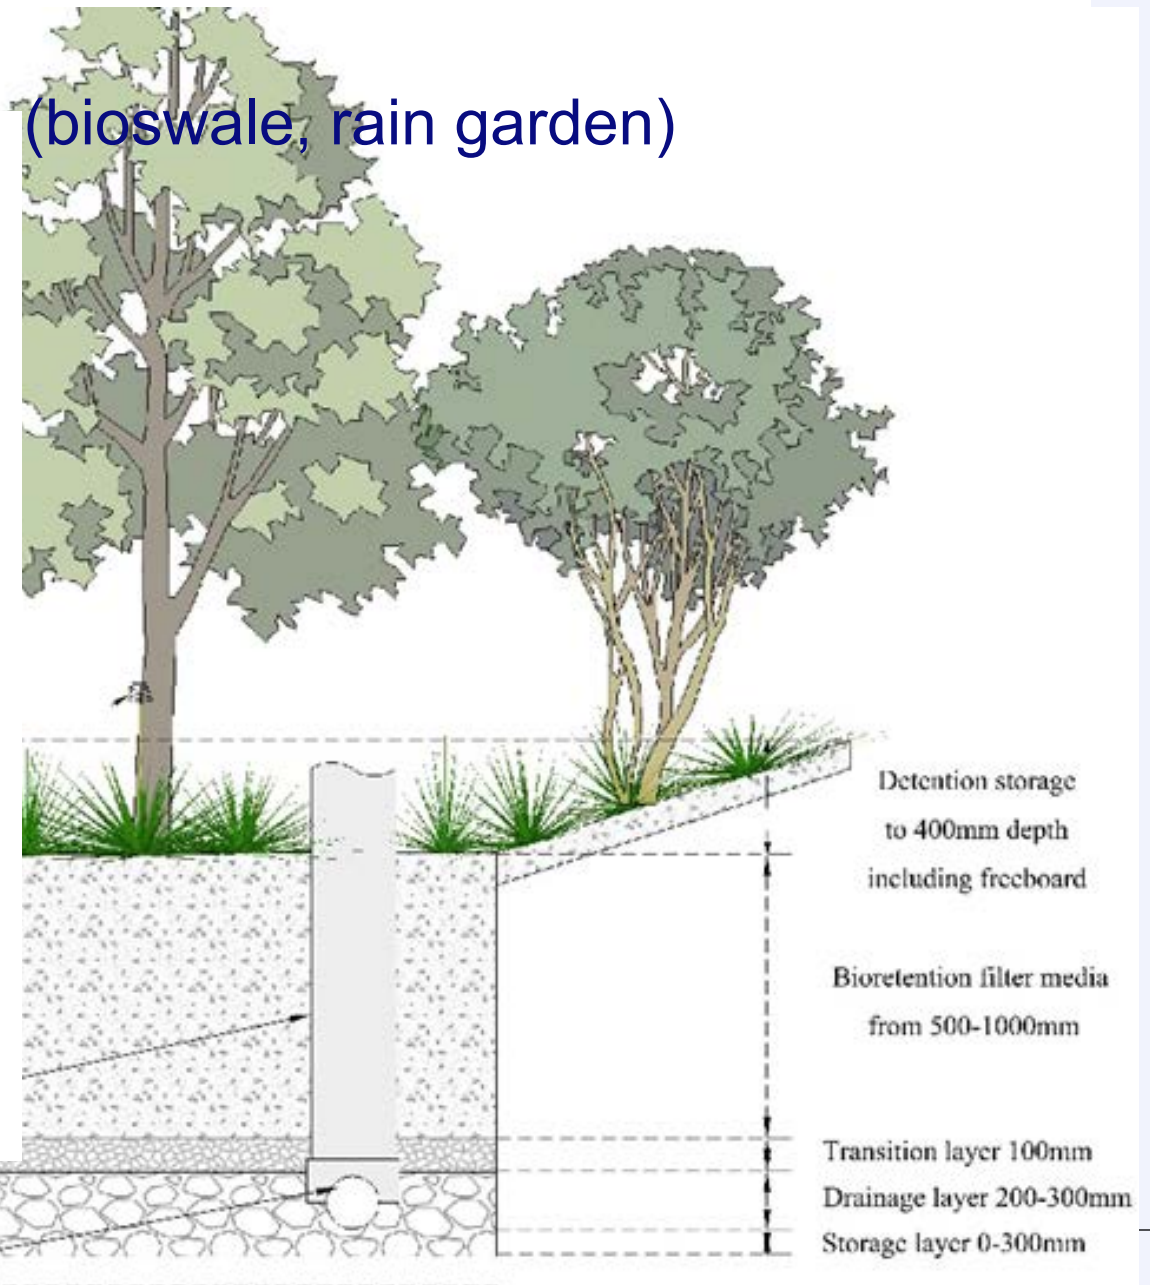 (bioswale, rain garden)
Detention storage
to 400mm depth
including freeboard
Bioretention filter media
from 500-1000mm
Transition layer 100mm
Drainage layer 200-300mm
Storage layer 0-300mm